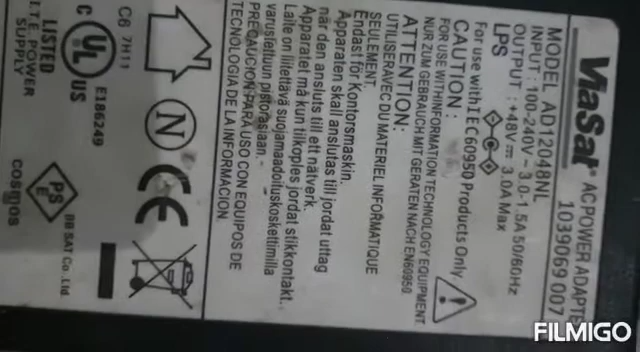 ViaSat AC POWER ADAPTE
1039069 007
MODEL AD12048NL
INPUT : 100-240V ~ 3.0-1.5A 50/60Hz
OUTPUT : +48V ⎓ 3.0A Max
LPS
For use with IEC60950 Products Only
CAUTION :
FOR USE WITH INFORMATION TECHNOLOGY EQUIPMENT
NUR ZUM GEBRAUCH MIT GERATEN NACH EN60950
ATTENTION:
UTILISER AVEC DU MATERIEL INFORMATIQUE
SEULEMENT.
Endast for Kontorsmaskin.
Apparaten skall anslutas till jordat uttag
när den ansluts till ett nätverk.
Apparatet må kun tilkoples jordat stikkontakt.
Laite on liitettävä suojamaadoituskoskettimilla
varustettuun pistorasiaan.
PRECAUCION PARA USO CON EQUIPOS DE
TECNOLOGIA DE LA INFORMACION
N
CE
C6 7H11
C UL US
E186249
LISTED
I.T.E. POWER
SUPPLY
PS
E
BB SAT Co., Ltd.
COSMOS
FILMIGO